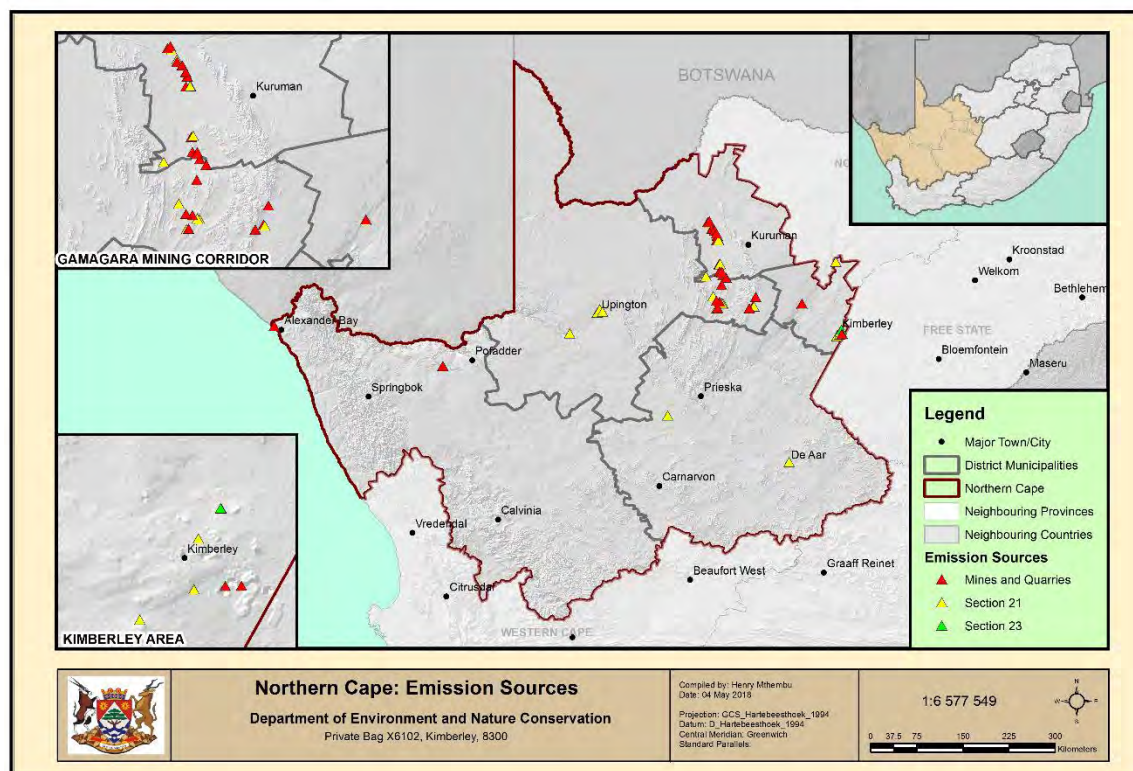 BOTSWANA
NO
Kuruman
GAMAGARA MINING CORRIDOR
Kuruman
Kroonstad
Welkom
Bethlehem
Upington
Alexander Bay
Kimberley
FREE STATE
Pofadder
Bloemfontein
Maseru
Springbok
Prieska
De Aar
Carnarvon
Calvinia
Vredendal
Beaufort West
Graaff Reinet
Citrusdal
WESTERN CAPE
Kimberley
KIMBERLEY AREA
Legend
Major Town/City
District Municipalities
Northern Cape
Neighbouring Provinces
Neighbouring Countries
Emission Sources
Mines and Quarries
Section 21
Section 23
Northern Cape: Emission Sources
Department of Environment and Nature Conservation
Private Bag X6102, Kimberley, 8300
Compiled by: Henry Mthembu
Date: 04 May 2018
Projection: GCS_Hartebeesthoek_1994
Datum: D_Hartebeesthoek_1994
Central Meridian: Greenwich
Standard Parallels:
1:6 577 549
N
W
E
S
0 37.5 75 150 225 300
Kilometers